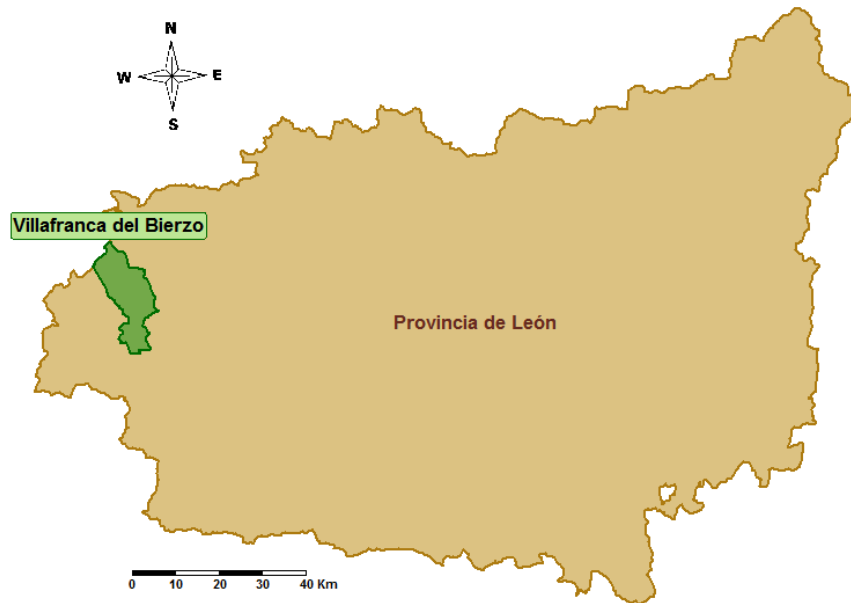 N
W E
S
Villafranca del Bierzo
Provincia de León
0 10 20 30 40 Km